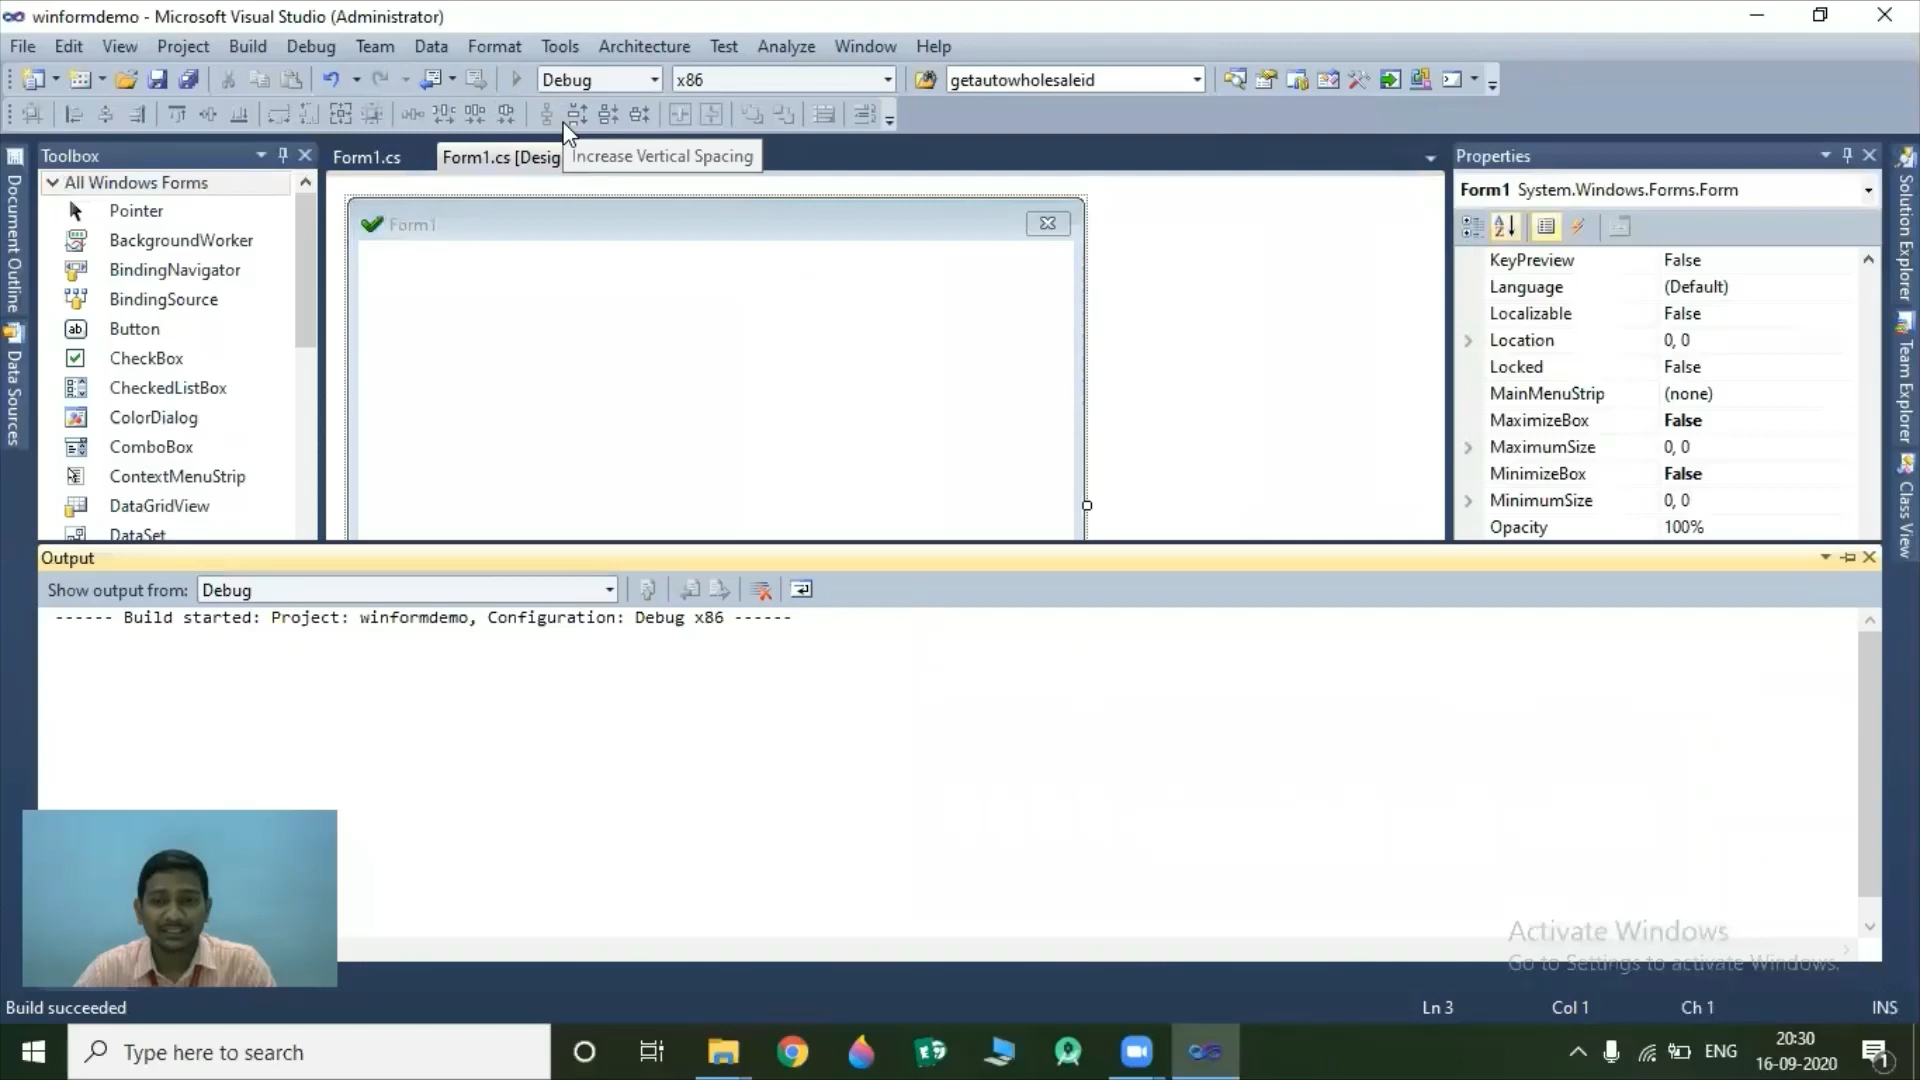 winformdemo - Microsoft Visual Studio (Administrator)
File Edit View Project Build Debug Team Data Format Tools Architecture Test Analyze Window Help
Debug x86 getautowholesaleid
Toolbox
Form1.cs Form1.cs [Desig
Increase Vertical Spacing
Properties
All Windows Forms
Pointer
BackgroundWorker
BindingNavigator
BindingSource
Button
CheckBox
CheckedListBox
ColorDialog
ComboBox
ContextMenuStrip
DataGridView
DataSet
Document Outline
Data Sources
Form1
Form1 System.Windows.Forms.Form
KeyPreview False
Language (Default)
Localizable False
Location 0, 0
Locked False
MainMenuStrip (none)
MaximizeBox False
MaximumSize 0, 0
MinimizeBox False
MinimumSize 0, 0
Opacity 100%
Solution Explorer
Team Explorer
Class View
Output
Show output from: Debug
------ Build started: Project: winformdemo, Configuration: Debug x86 ------
Activate Windows
Go to Settings to activate Windows.
Build succeeded Ln 3 Col 1 Ch 1 INS
Type here to search
ENG
20:30
16-09-2020
1